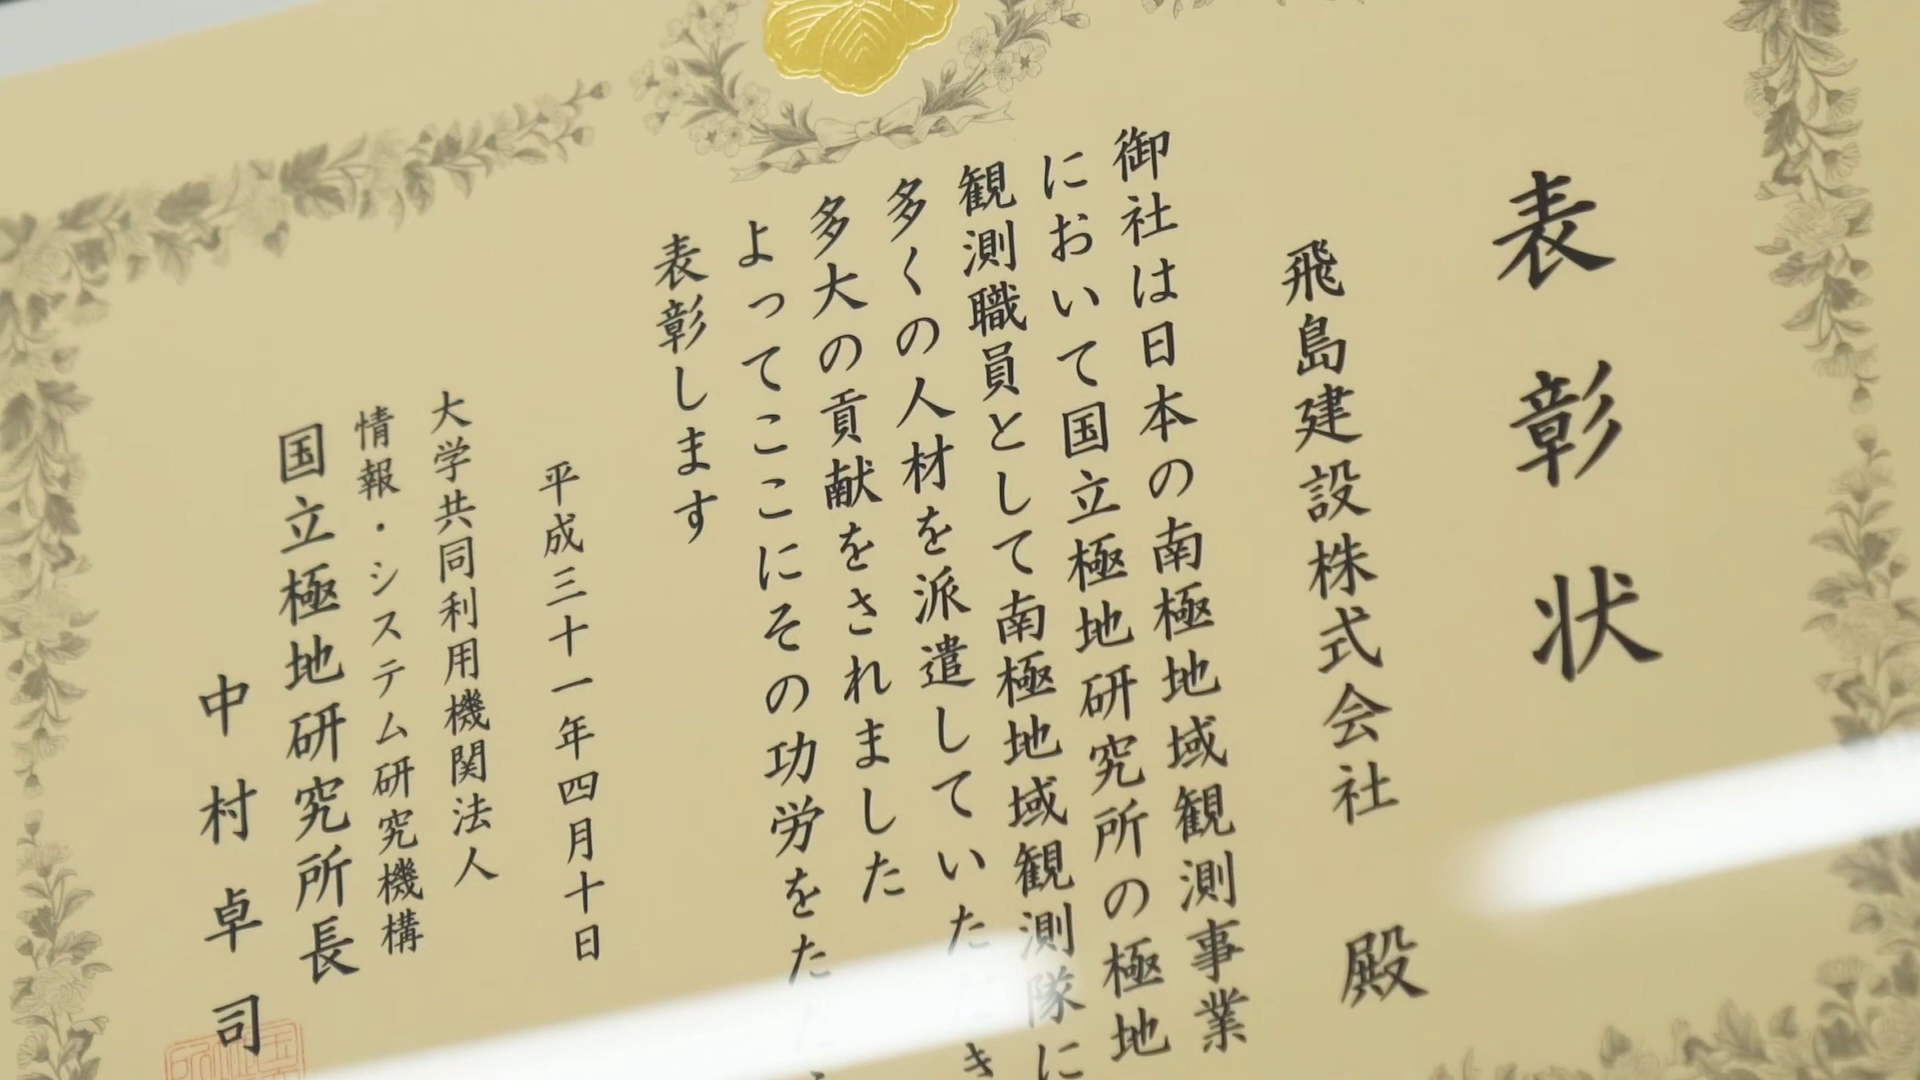 表彰状
飛島建設株式会社 殿
御社は日本の南極地域観測事業
において国立極地研究所の極地
観測職員として南極地域観測隊に
多くの人材を派遣していただき
多大の貢献をされました
よってここにその功労をたた
表彰します
平成三十一年四月十日
大学共同利用機関法人
情報・システム研究機構
国立極地研究所長
中村卓司